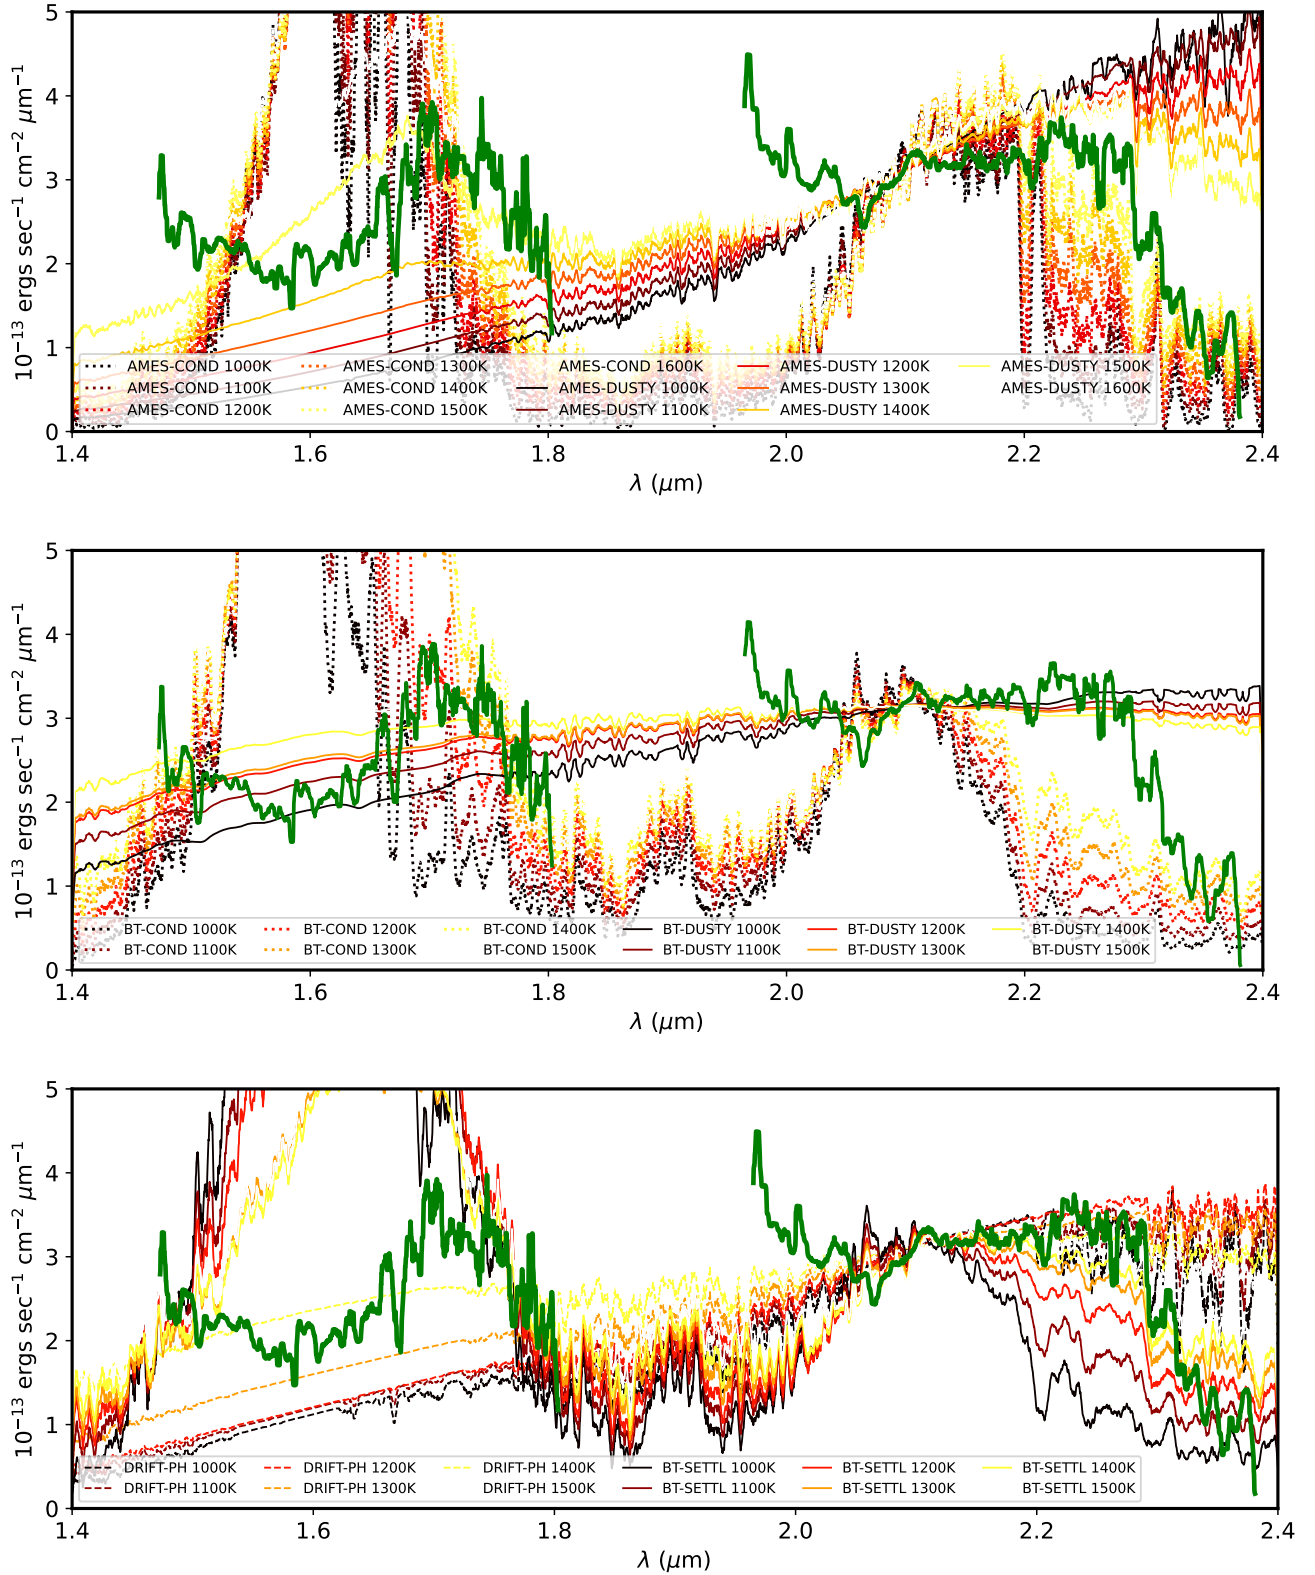 5
4
3
2
1
0
10⁻¹³ ergs sec⁻¹ cm⁻² μm⁻¹
AMES-COND 1000K AMES-COND 1300K AMES-COND 1600K AMES-DUSTY 1200K AMES-DUSTY 1500K
AMES-COND 1100K AMES-COND 1400K AMES-DUSTY 1000K AMES-DUSTY 1300K AMES-DUSTY 1600K
AMES-COND 1200K AMES-COND 1500K AMES-DUSTY 1100K AMES-DUSTY 1400K
1.4 1.6 1.8 2.0 2.2 2.4
λ (μm)
5
4
3
2
1
0
10⁻¹³ ergs sec⁻¹ cm⁻² μm⁻¹
BT-COND 1000K BT-COND 1200K BT-COND 1400K BT-DUSTY 1000K BT-DUSTY 1200K BT-DUSTY 1400K
BT-COND 1100K BT-COND 1300K BT-COND 1500K BT-DUSTY 1100K BT-DUSTY 1300K BT-DUSTY 1500K
1.4 1.6 1.8 2.0 2.2 2.4
λ (μm)
5
4
3
2
1
0
10⁻¹³ ergs sec⁻¹ cm⁻² μm⁻¹
DRIFT-PH 1000K DRIFT-PH 1200K DRIFT-PH 1400K BT-SETTL 1000K BT-SETTL 1200K BT-SETTL 1400K
DRIFT-PH 1100K DRIFT-PH 1300K DRIFT-PH 1500K BT-SETTL 1100K BT-SETTL 1300K BT-SETTL 1500K
1.4 1.6 1.8 2.0 2.2 2.4
λ (μm)